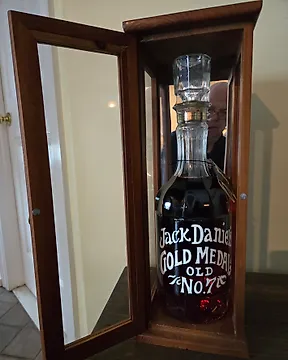 Jack Daniel's
GOLD MEDAL
OLD
No. 7